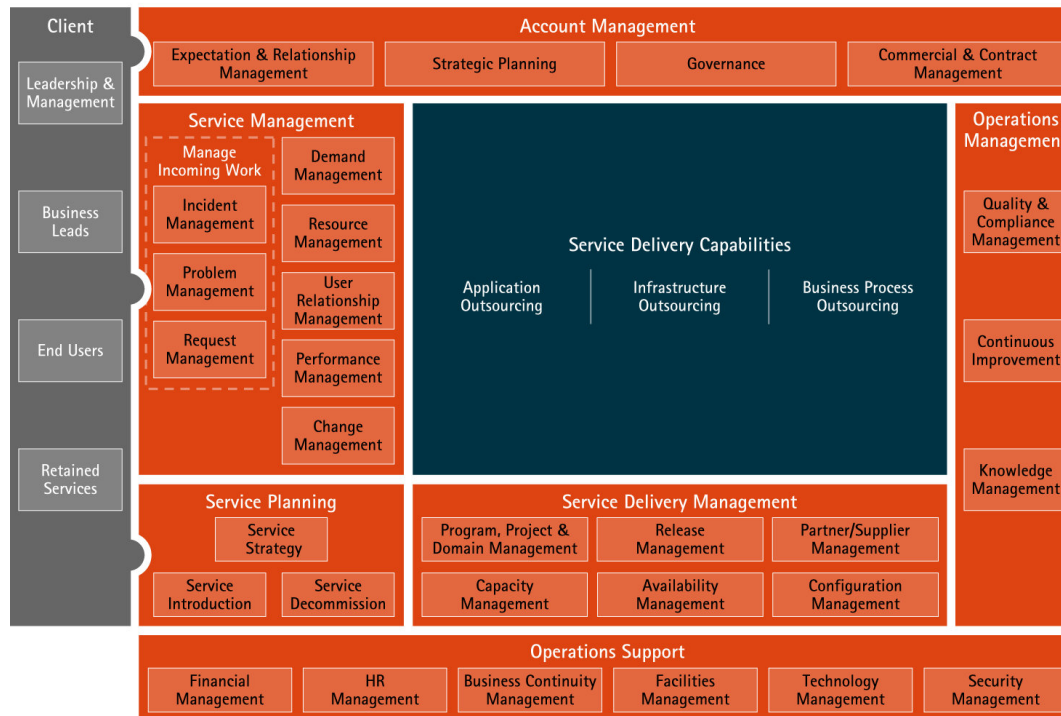 Client
Leadership &
Management
Business
Leads
End Users
Retained
Services
Account Management
Expectation & Relationship
Management
Strategic Planning
Governance
Commercial & Contract
Management
Service Management
Manage
Incoming Work
Incident
Management
Problem
Management
Request
Management
Demand
Management
Resource
Management
User
Relationship
Management
Performance
Management
Change
Management
Service Delivery Capabilities
Application
Outsourcing
Infrastructure
Outsourcing
Business Process
Outsourcing
Operations
Management
Quality &
Compliance
Management
Continuous
Improvement
Knowledge
Management
Service Planning
Service
Strategy
Service
Introduction
Service
Decommission
Service Delivery Management
Program, Project &
Domain Management
Release
Management
Partner/Supplier
Management
Capacity
Management
Availability
Management
Configuration
Management
Operations Support
Financial
Management
HR
Management
Business Continuity
Management
Facilities
Management
Technology
Management
Security
Management